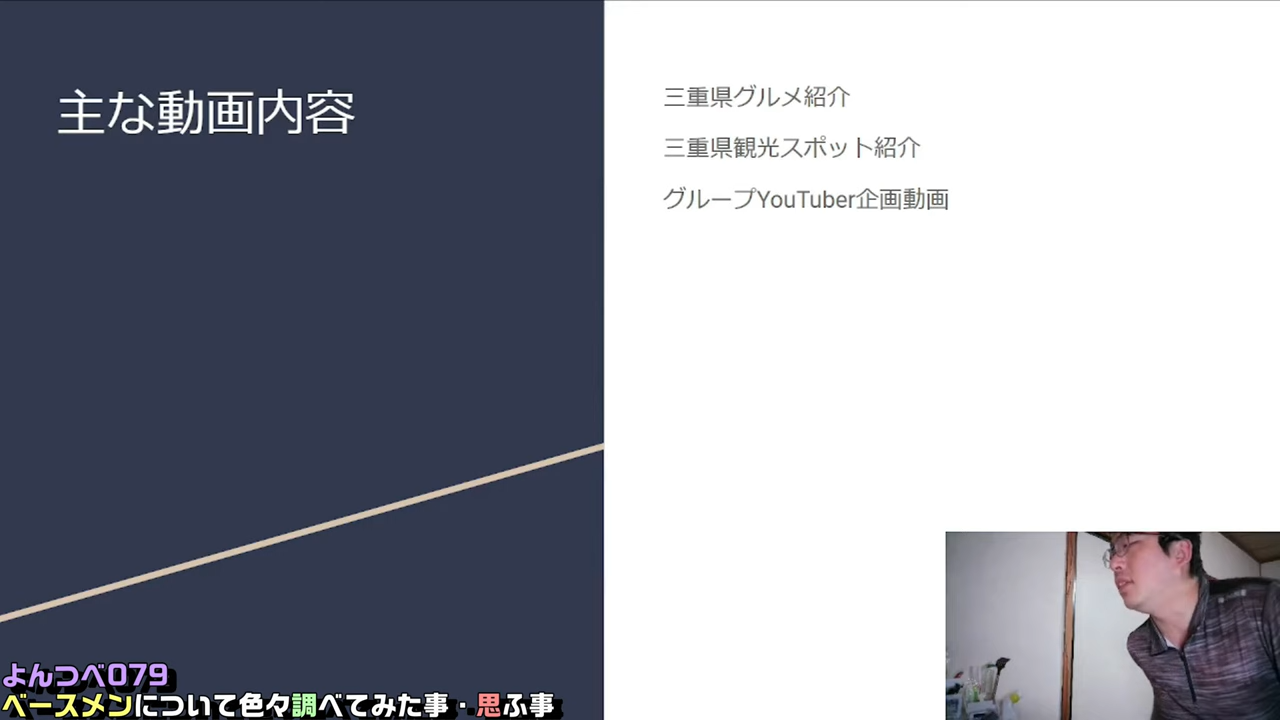 主な動画内容
三重県グルメ紹介
三重県観光スポット紹介
グループYouTuber企画動画
よんつべ079
ベースメンについて色々調べてみた事・思ふ事